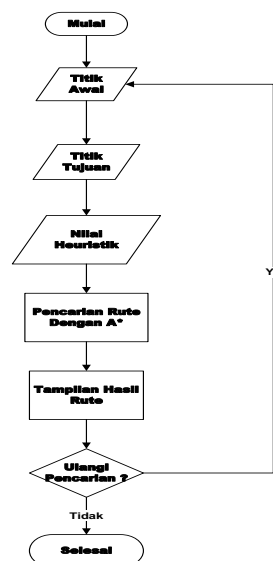 Mulai
Titik
Awal
Titik
Tujuan
Nilai
Heuristik
Pencarian Rute
Dengan A*
Tampilan Hasil
Rute
Ulangi
Pencarian ?
Y
Tidak
Selesai